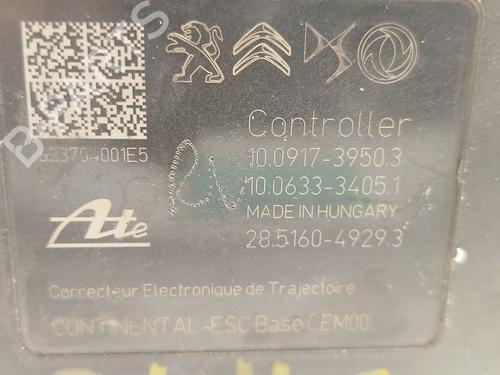 G23704001E5
Controller
10.0917-3950.3
10.0633-3405.1
MADE IN HUNGARY
28.5160-4929.3
Ate
Correcteur Electronique de Trajectoire
CONTINENTAL-ESC Base CEM00